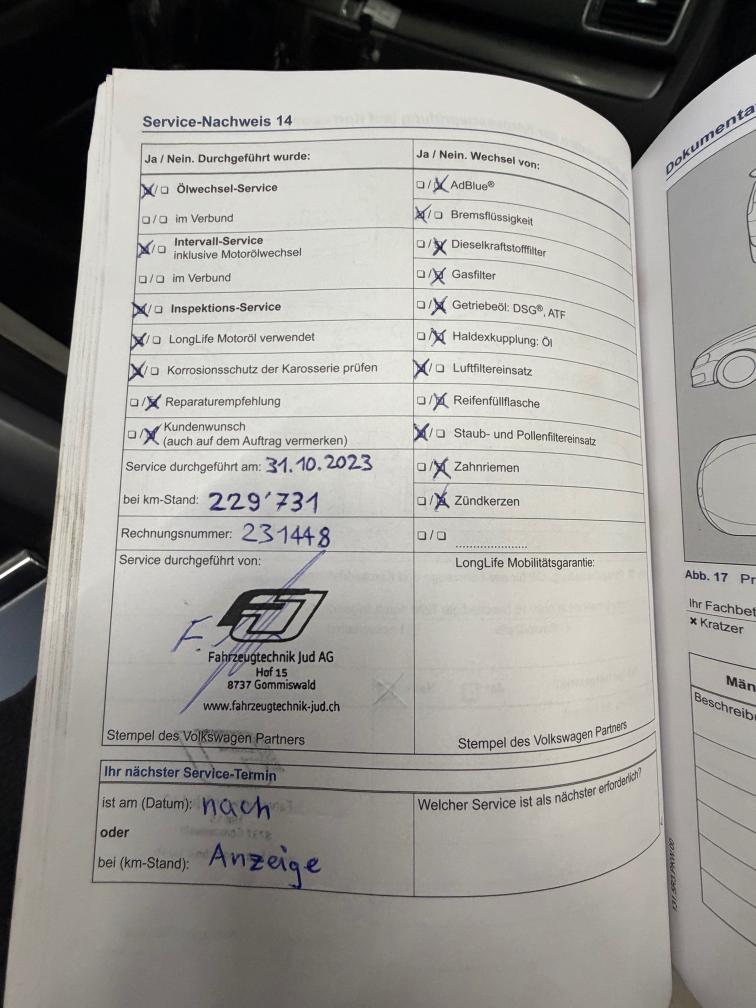 Service-Nachweis 14
Ja / Nein. Durchgeführt wurde:
☒/☐ Ölwechsel-Service
☐/☐ im Verbund
☒/☐ Intervall-Service
inklusive Motorölwechsel
☐/☐ im Verbund
☒/☐ Inspektions-Service
☒/☐ LongLife Motoröl verwendet
☒/☐ Korrosionsschutz der Karosserie prüfen
☐/☒ Reparaturempfehlung
☐/☒ Kundenwunsch
(auch auf dem Auftrag vermerken)
Service durchgeführt am: 31.10.2023
bei km-Stand: 229'731
Rechnungsnummer: 231448
Service durchgeführt von:
F.
FJ
Fahrzeugtechnik Jud AG
Hof 15
8737 Gommiswald
www.fahrzeugtechnik-jud.ch
Stempel des Volkswagen Partners
Ja / Nein. Wechsel von:
☐/☒ AdBlue®
☒/☐ Bremsflüssigkeit
☐/☒ Dieselkraftstofffilter
☐/☒ Gasfilter
☐/☒ Getriebeöl: DSG®, ATF
☐/☒ Haldexkupplung: Öl
☒/☐ Luftfiltereinsatz
☐/☒ Reifenfüllflasche
☒/☐ Staub- und Pollenfiltereinsatz
☐/☒ Zahnriemen
☐/☒ Zündkerzen
☐/☐ ......................
LongLife Mobilitätsgarantie:
Stempel des Volkswagen Partners
Ihr nächster Service-Termin
ist am (Datum): nach
oder
bei (km-Stand): Anzeige
Welcher Service ist als nächster erforderlich?
Dokumenta
Abb. 17 Pr
Ihr Fachbet
× Kratzer
Män
Beschreibu